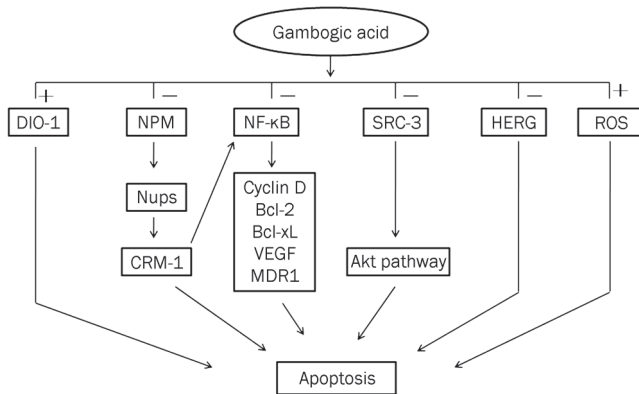 Gambogic acid
+ — — — — +
DIO-1 NPM NF-κB SRC-3 HERG ROS
Nups
Cyclin D
Bcl-2
Bcl-xL
VEGF
MDR1
CRM-1
Akt pathway
Apoptosis